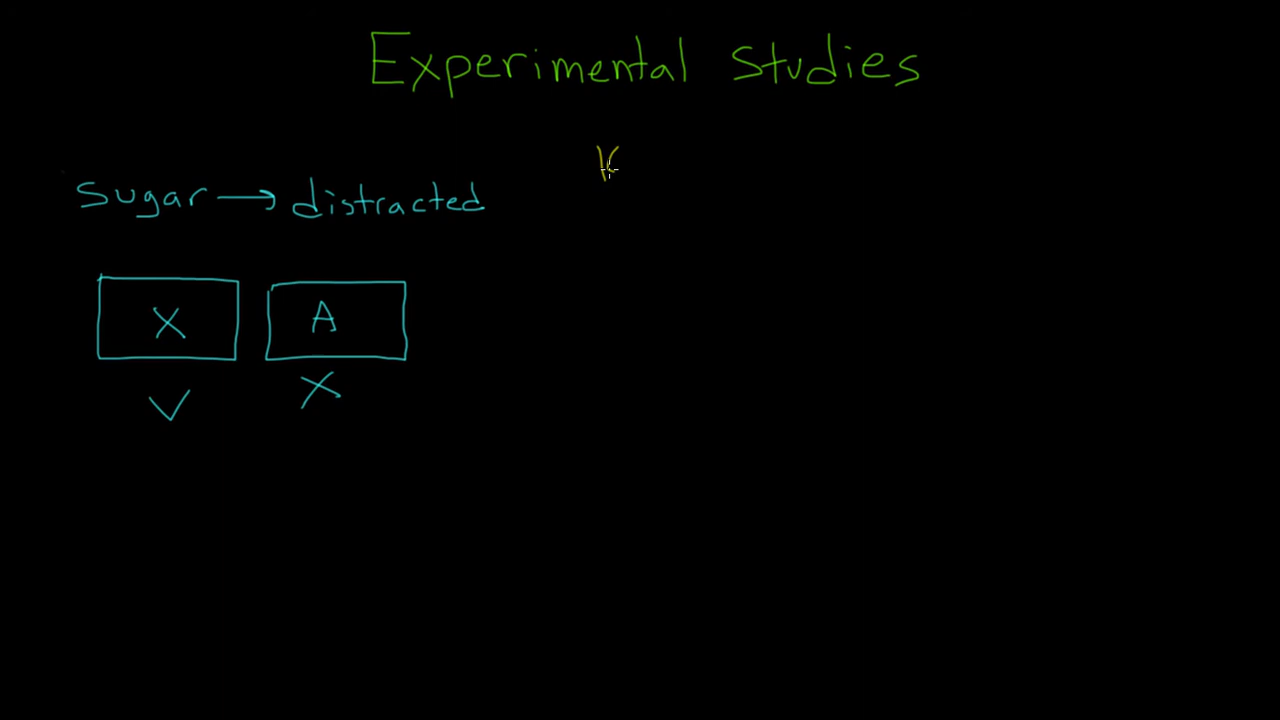 Experimental Studies
K
Sugar → distracted
X A
✓ X